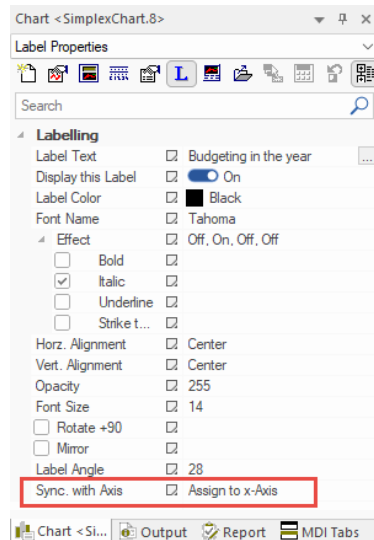 Chart <SimplexChart.8>
Label Properties
L
Search
Labelling
Label Text Budgeting in the year ...
Display this Label On
Label Color Black
Font Name Tahoma
Effect Off, On, Off, Off
Bold
Italic
Underline
Strike t...
Horz. Alignment Center
Vert. Alignment Center
Opacity 255
Font Size 14
Rotate +90
Mirror
Label Angle 28
Sync. with Axis Assign to x-Axis
Chart <Si... Output Report MDI Tabs